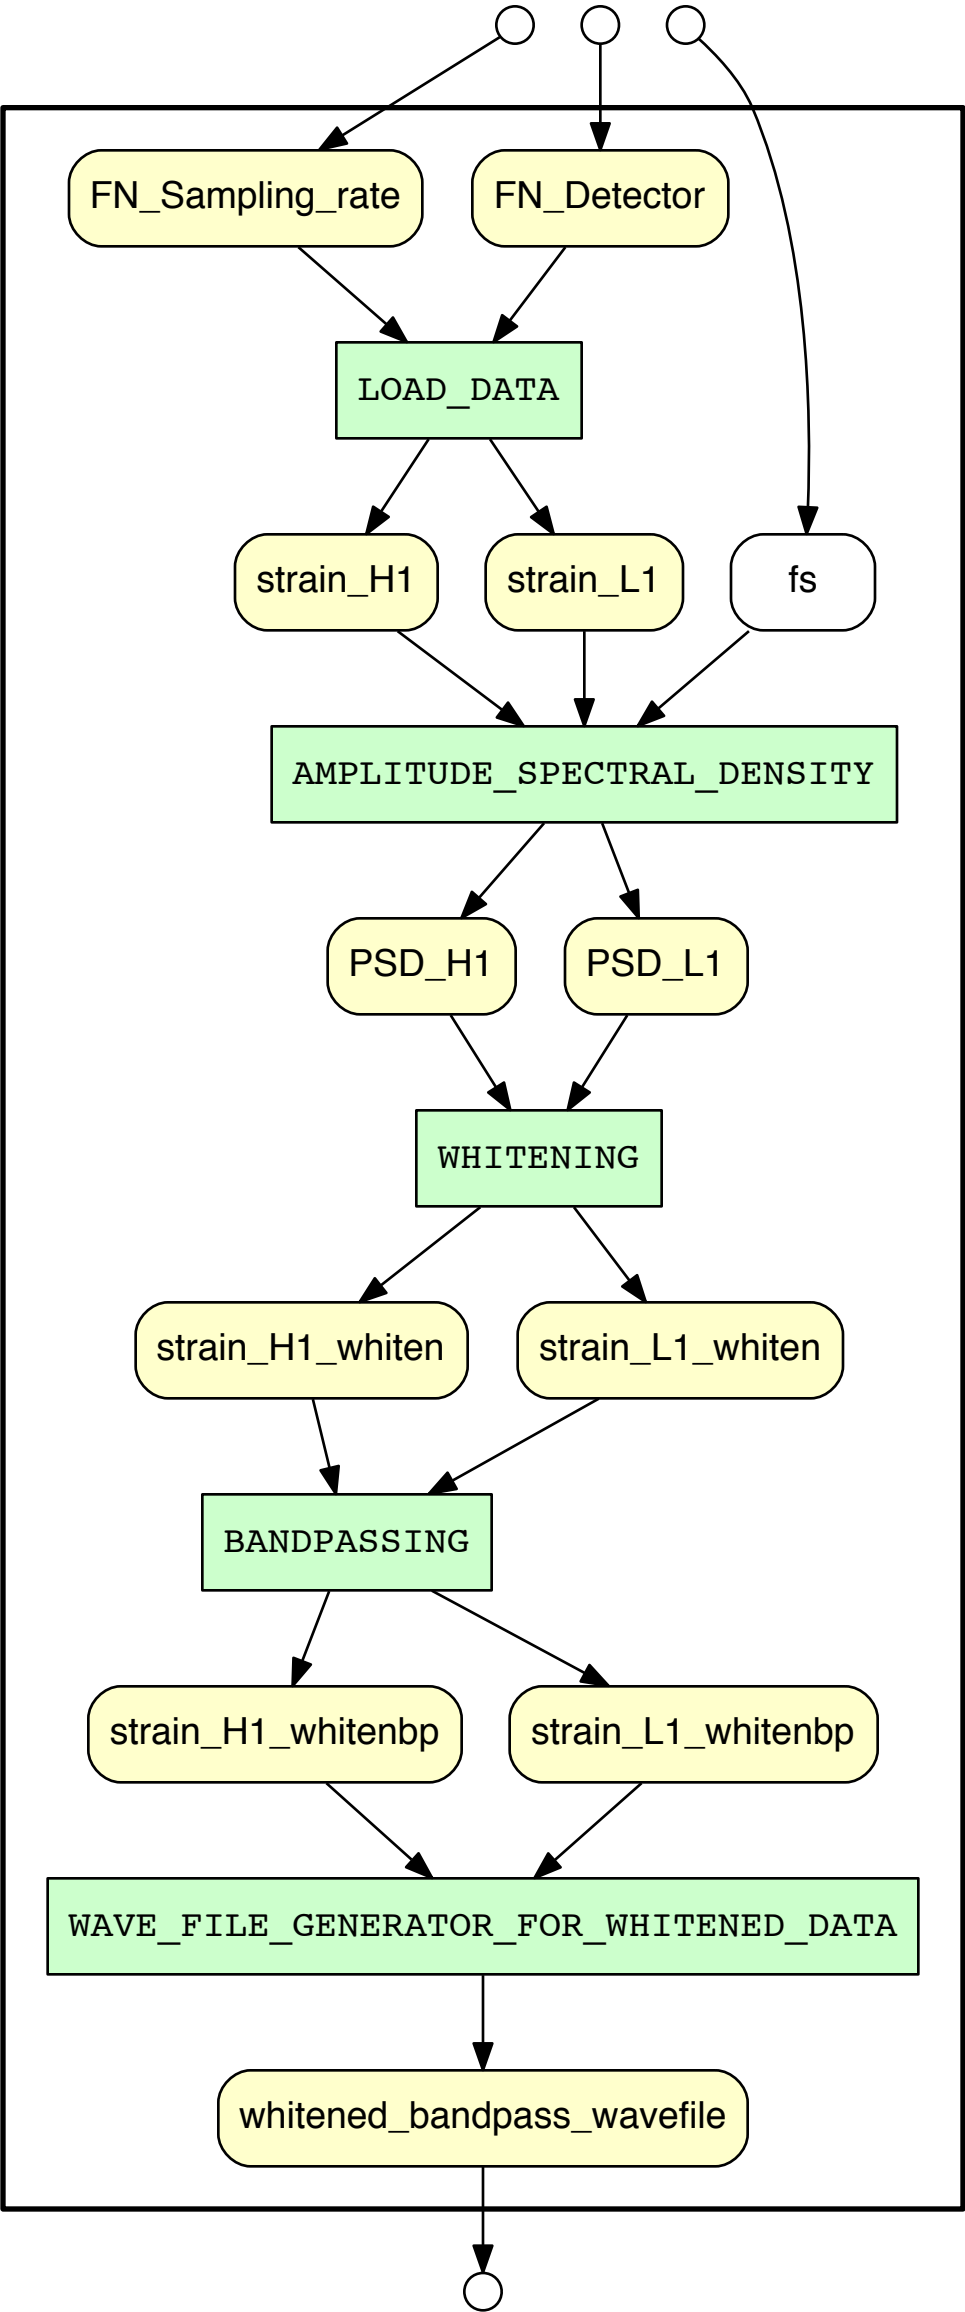 FN_Sampling_rate
FN_Detector
LOAD_DATA
strain_H1
strain_L1
fs
AMPLITUDE_SPECTRAL_DENSITY
PSD_H1
PSD_L1
WHITENING
strain_H1_whiten
strain_L1_whiten
BANDPASSING
strain_H1_whitenbp
strain_L1_whitenbp
WAVE_FILE_GENERATOR_FOR_WHITENED_DATA
whitened_bandpass_wavefile